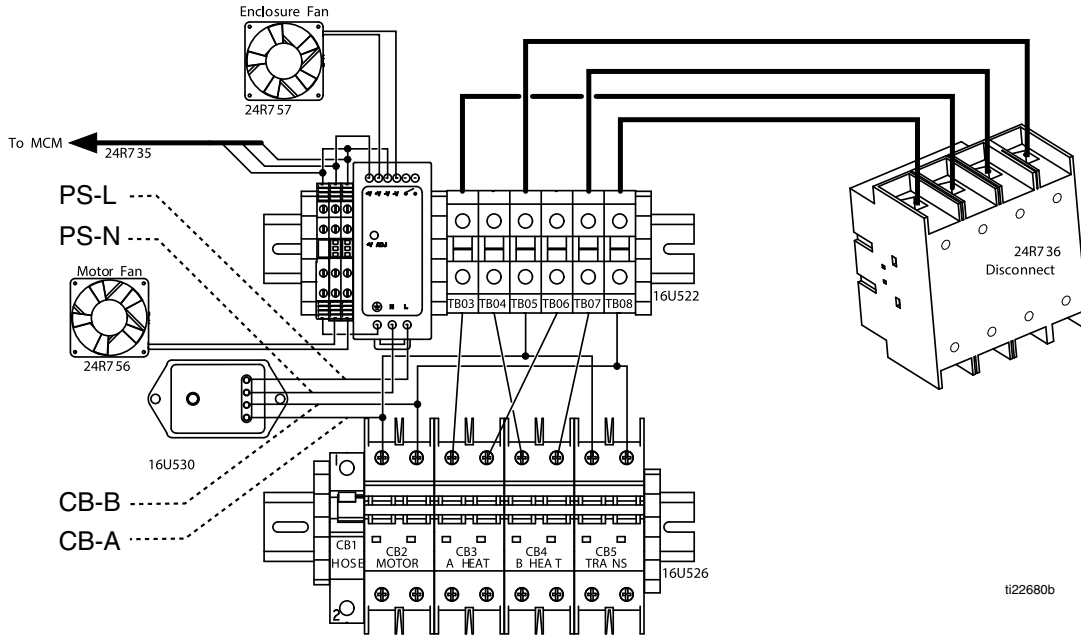 Enclosure Fan
24R757
To MCM
24R735
PS-L
PS-N
Motor Fan
24R756
N L
TB03 TB04 TB05 TB06 TB07 TB08
16U522
24R736
Disconnect
16U530
CB-B
CB-A
1
CB1
HOSE
2
CB2
MOTOR
CB3
A HEAT
CB4
B HEAT
CB5
TRANS
16U526
ti22680b